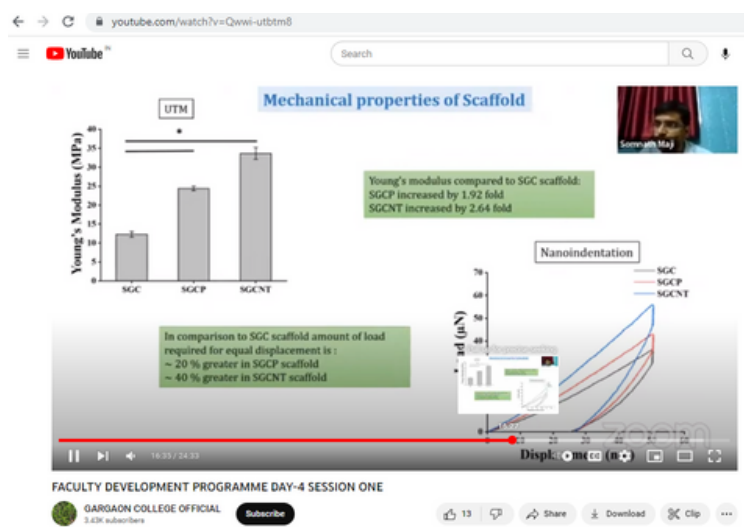 youtube.com/watch?v=Qwwi-utbtm8
YouTube IN
Search
Mechanical properties of Scaffold
UTM
Somnath Maji
40
35
30
25
20
15
10
5
0
Young's Modulus (MPa)
*
SGC SGCP SGCNT
Young's modulus compared to SGC scaffold:
SGCP increased by 1.92 fold
SGCNT increased by 2.64 fold
Nanoindentation
SGC
SGCP
SGCNT
70
60
50
40
In comparison to SGC scaffold amount of load
required for equal displacement is :
~ 20 % greater in SGCP scaffold
~ 40 % greater in SGCNT scaffold
zoom
16:33 / 24:33
FACULTY DEVELOPMENT PROGRAMME DAY-4 SESSION ONE
GARGAON COLLEGE OFFICIAL
3.43K subscribers
Subscribe
13
Share
Download
Clip